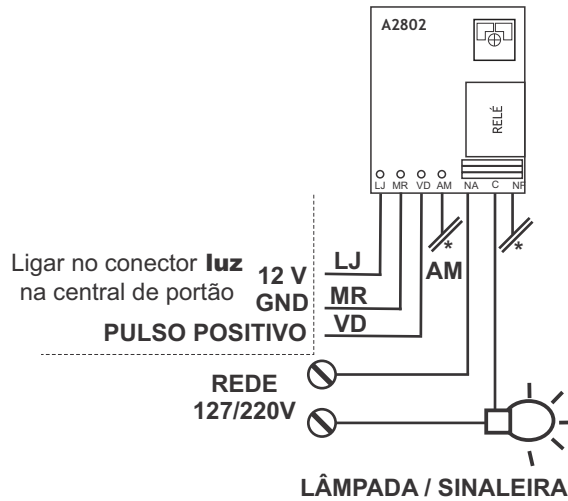 A2802
RELÉ
LJ MR VD AM NA C NF
* *
AM
Ligar no conector luz
na central de portão
12 V LJ
GND MR
PULSO POSITIVO VD
REDE
127/220V
LÂMPADA / SINALEIRA